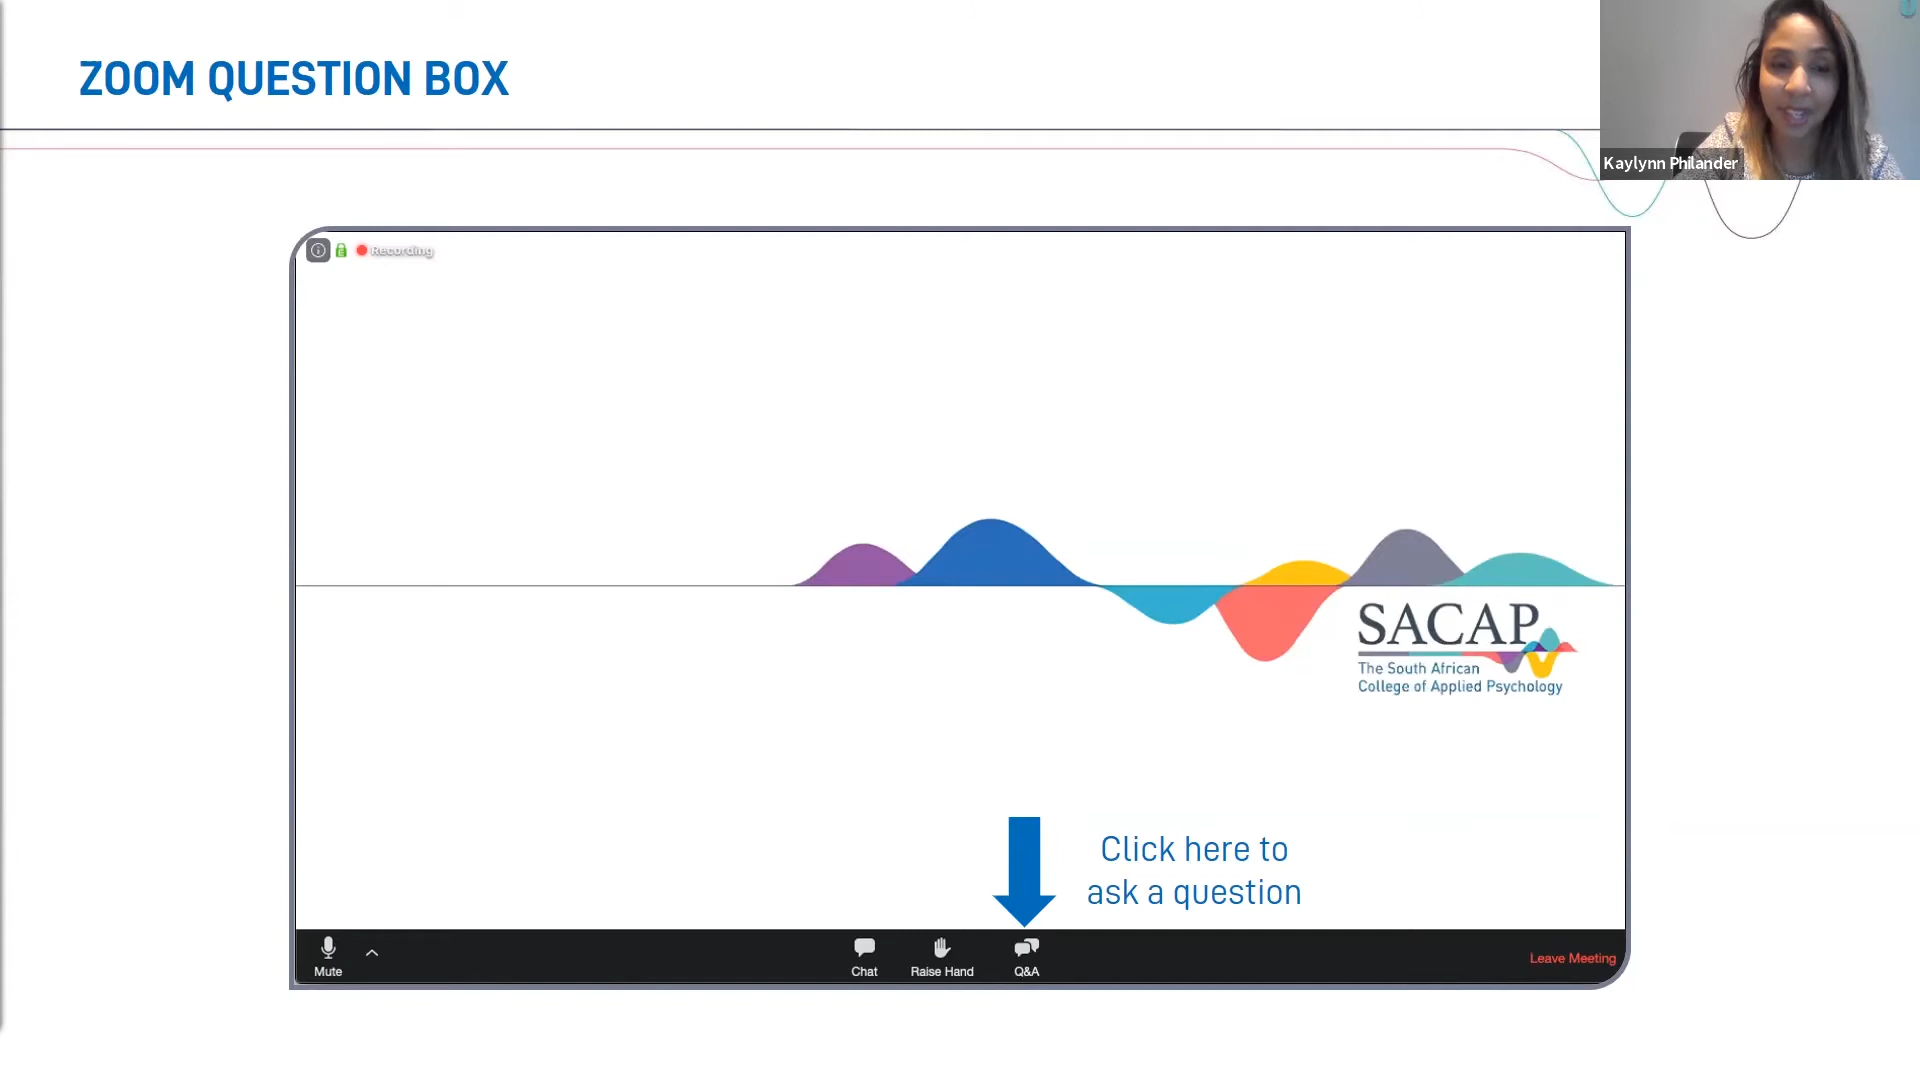 ZOOM QUESTION BOX
Kaylynn Philander
Recording
SACAP
The South African
College of Applied Psychology
Click here to
ask a question
Mute
Chat
Raise Hand
Q&A
Leave Meeting